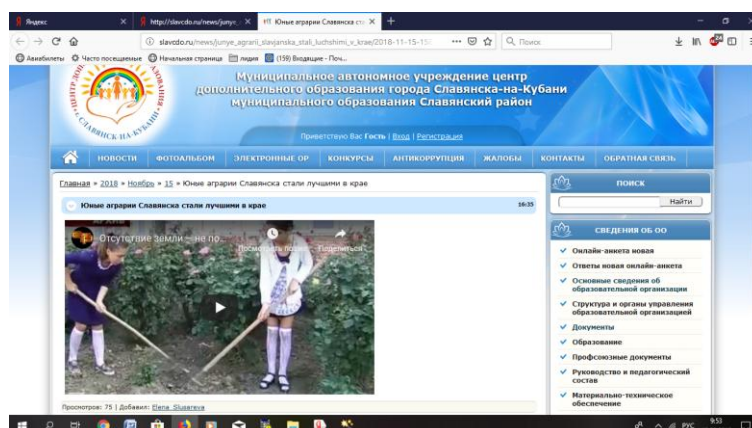 Яндекс
http://slavcdo.ru/news/junye_
Юные аграрии Славянска ст
slavcdo.ru/news/junye_agrarii_slavjanska_stali_luchshimi_v_krae/2018-11-15-15
Поиск
24
Авиабилеты
Часто посещаемые
Начальная страница
лидия
(159) Входящие - Поч...
Муниципальное автономное учреждение центр
дополнительного образования города Славянска-на-Кубани
муниципального образования Славянский район
Приветствую Вас Гость | Вход | Регистрация
НОВОСТИ
ФОТОАЛЬБОМ
ЭЛЕКТРОННЫЕ ОР
КОНКУРСЫ
АНТИКОРРУПЦИЯ
ЖАЛОБЫ
КОНТАКТЫ
ОБРАТНАЯ СВЯЗЬ
Главная » 2018 » Ноябрь » 15 » Юные аграрии Славянска стали лучшими в крае
Юные аграрии Славянска стали лучшими в крае
16:35
Отсутствие земли – не по...
Посмотреть позже
Поделиться
Просмотров: 75 | Добавил: Elena_Slusareva
ПОИСК
Найти
СВЕДЕНИЯ ОБ ОО
Онлайн-анкета новая
Ответы новая онлайн-анкета
Основные сведения об
образовательной организации
Структура и органы управления
образовательной организацией
Документы
Образование
Профсоюзные документы
Руководство и педагогический
состав
Материально-техническое
обеспечение
РУС
9:53